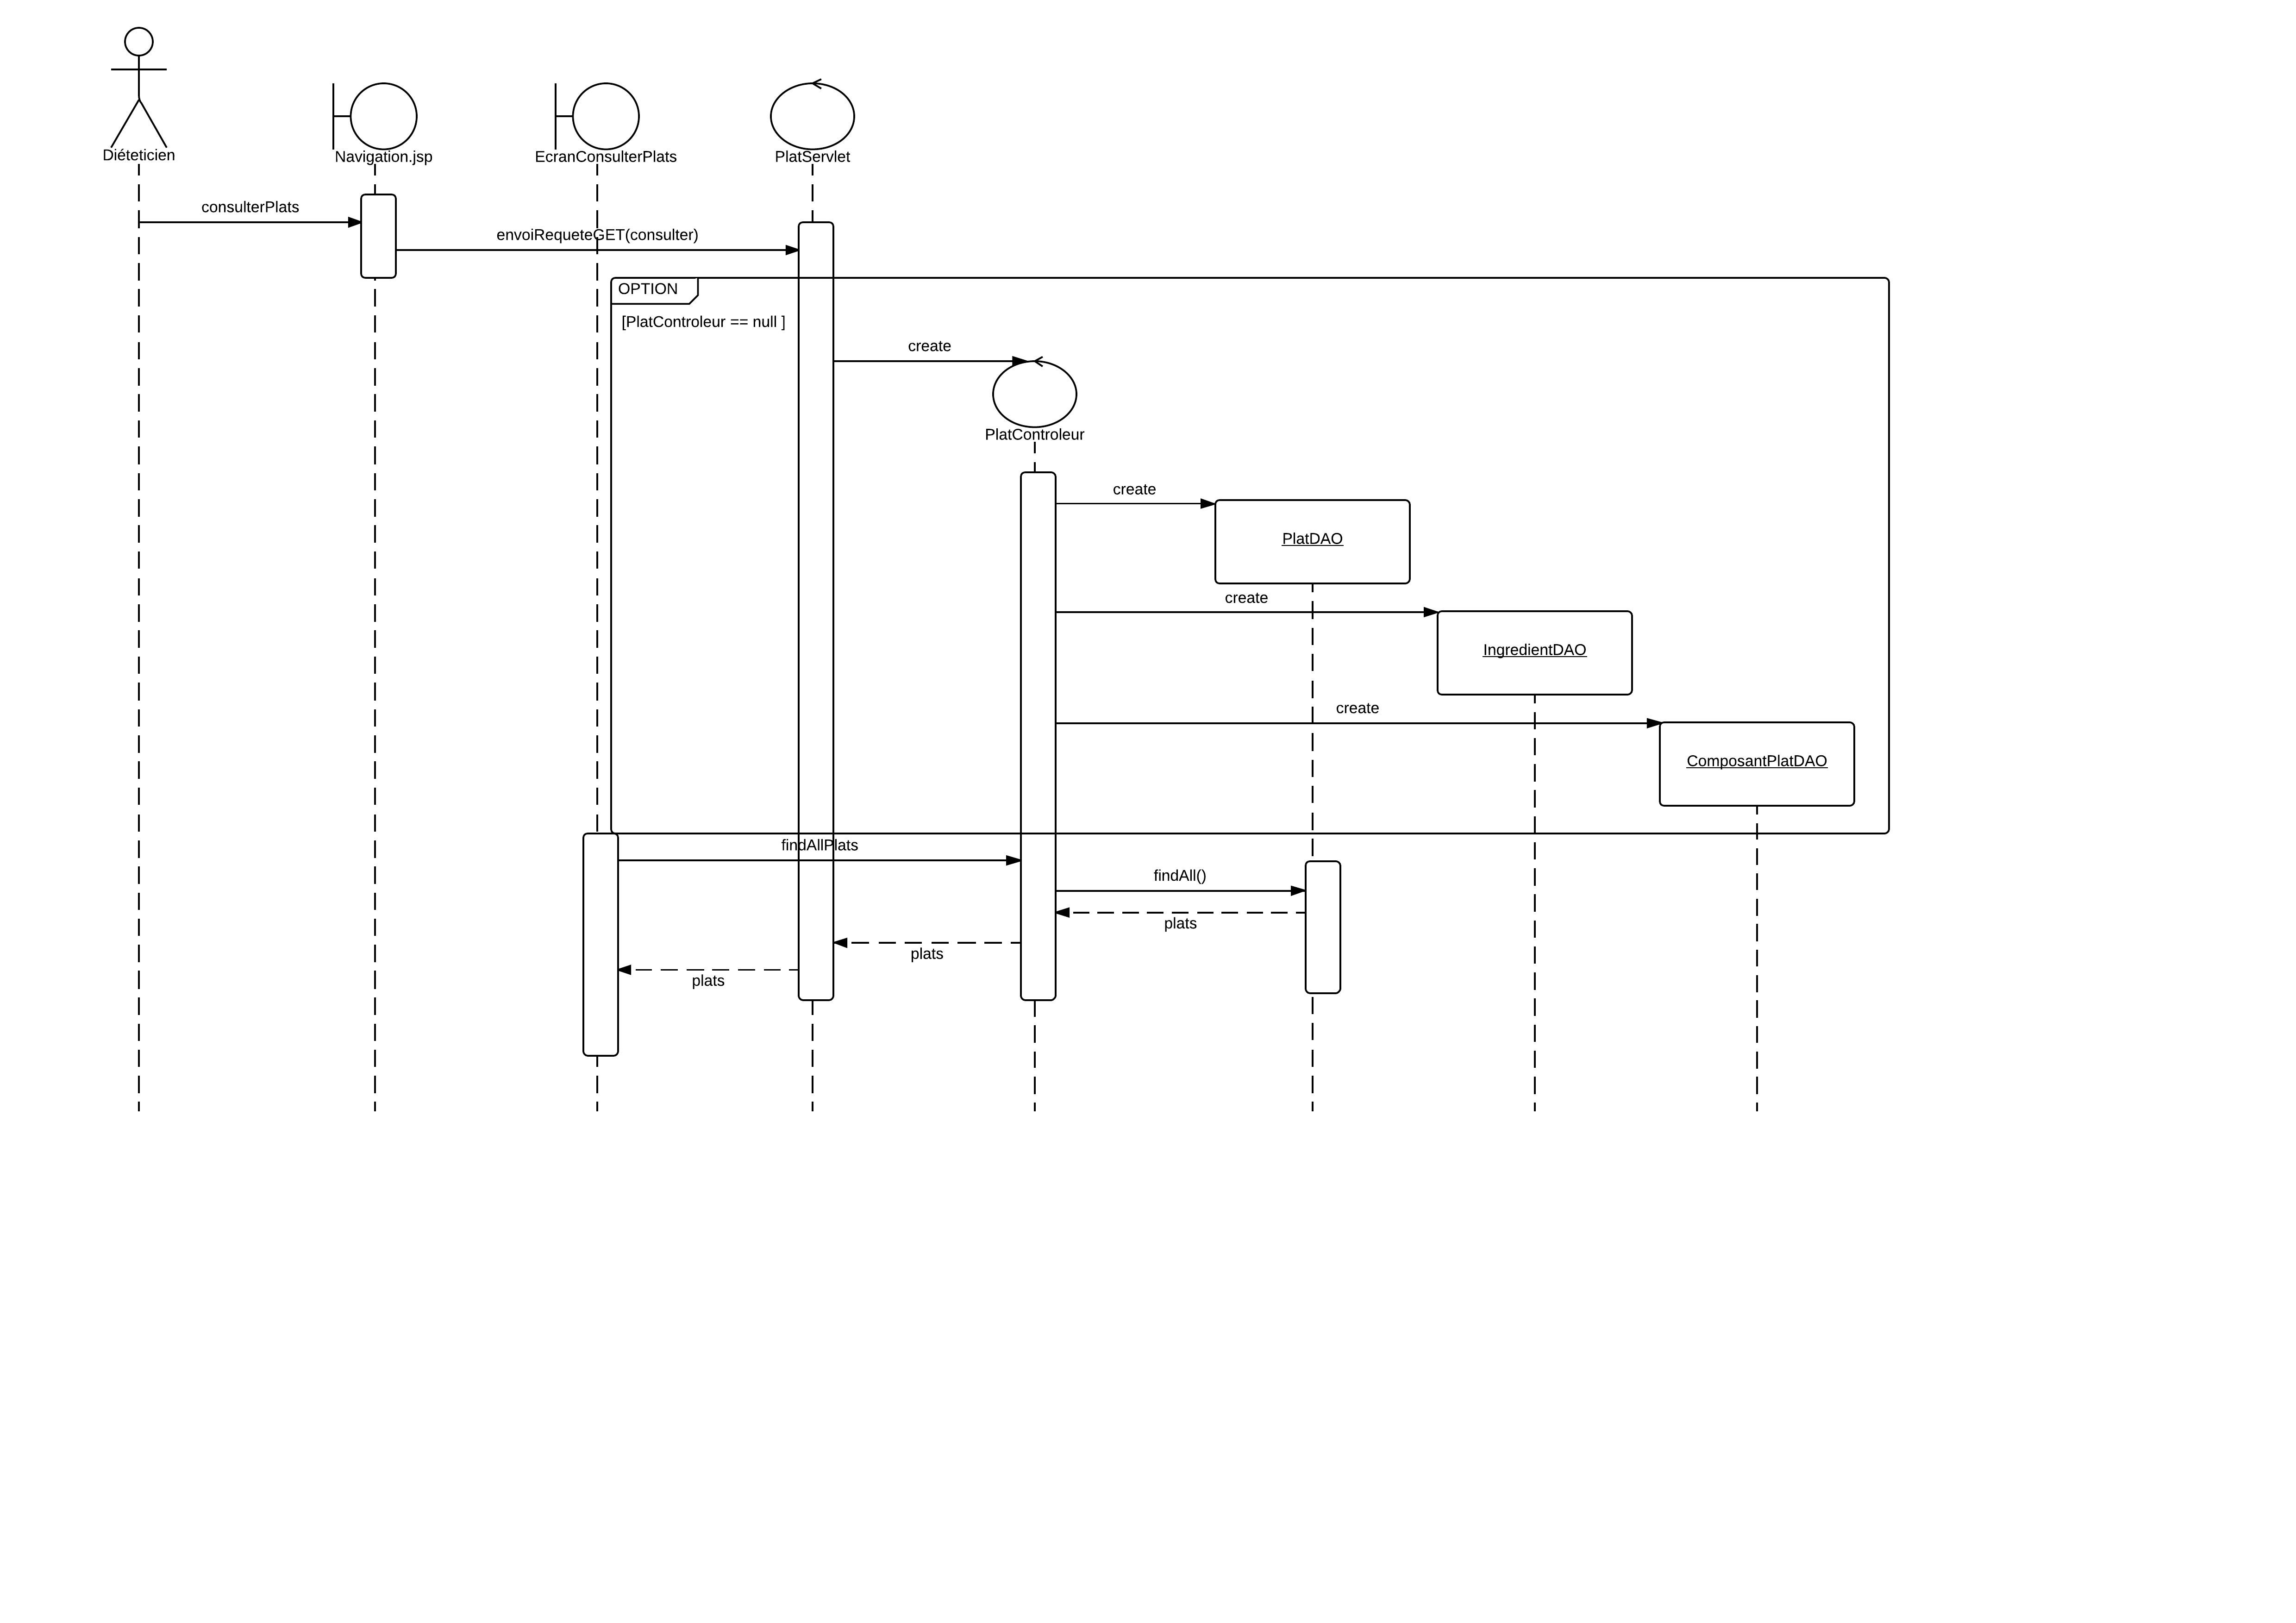 Diéteticien
Navigation.jsp
EcranConsulterPlats
PlatServlet
consulterPlats
envoiRequeteGET(consulter)
OPTION
[PlatControleur == null ]
create
PlatControleur
create
PlatDAO
create
IngredientDAO
create
ComposantPlatDAO
findAllPlats
findAll()
plats
plats
plats